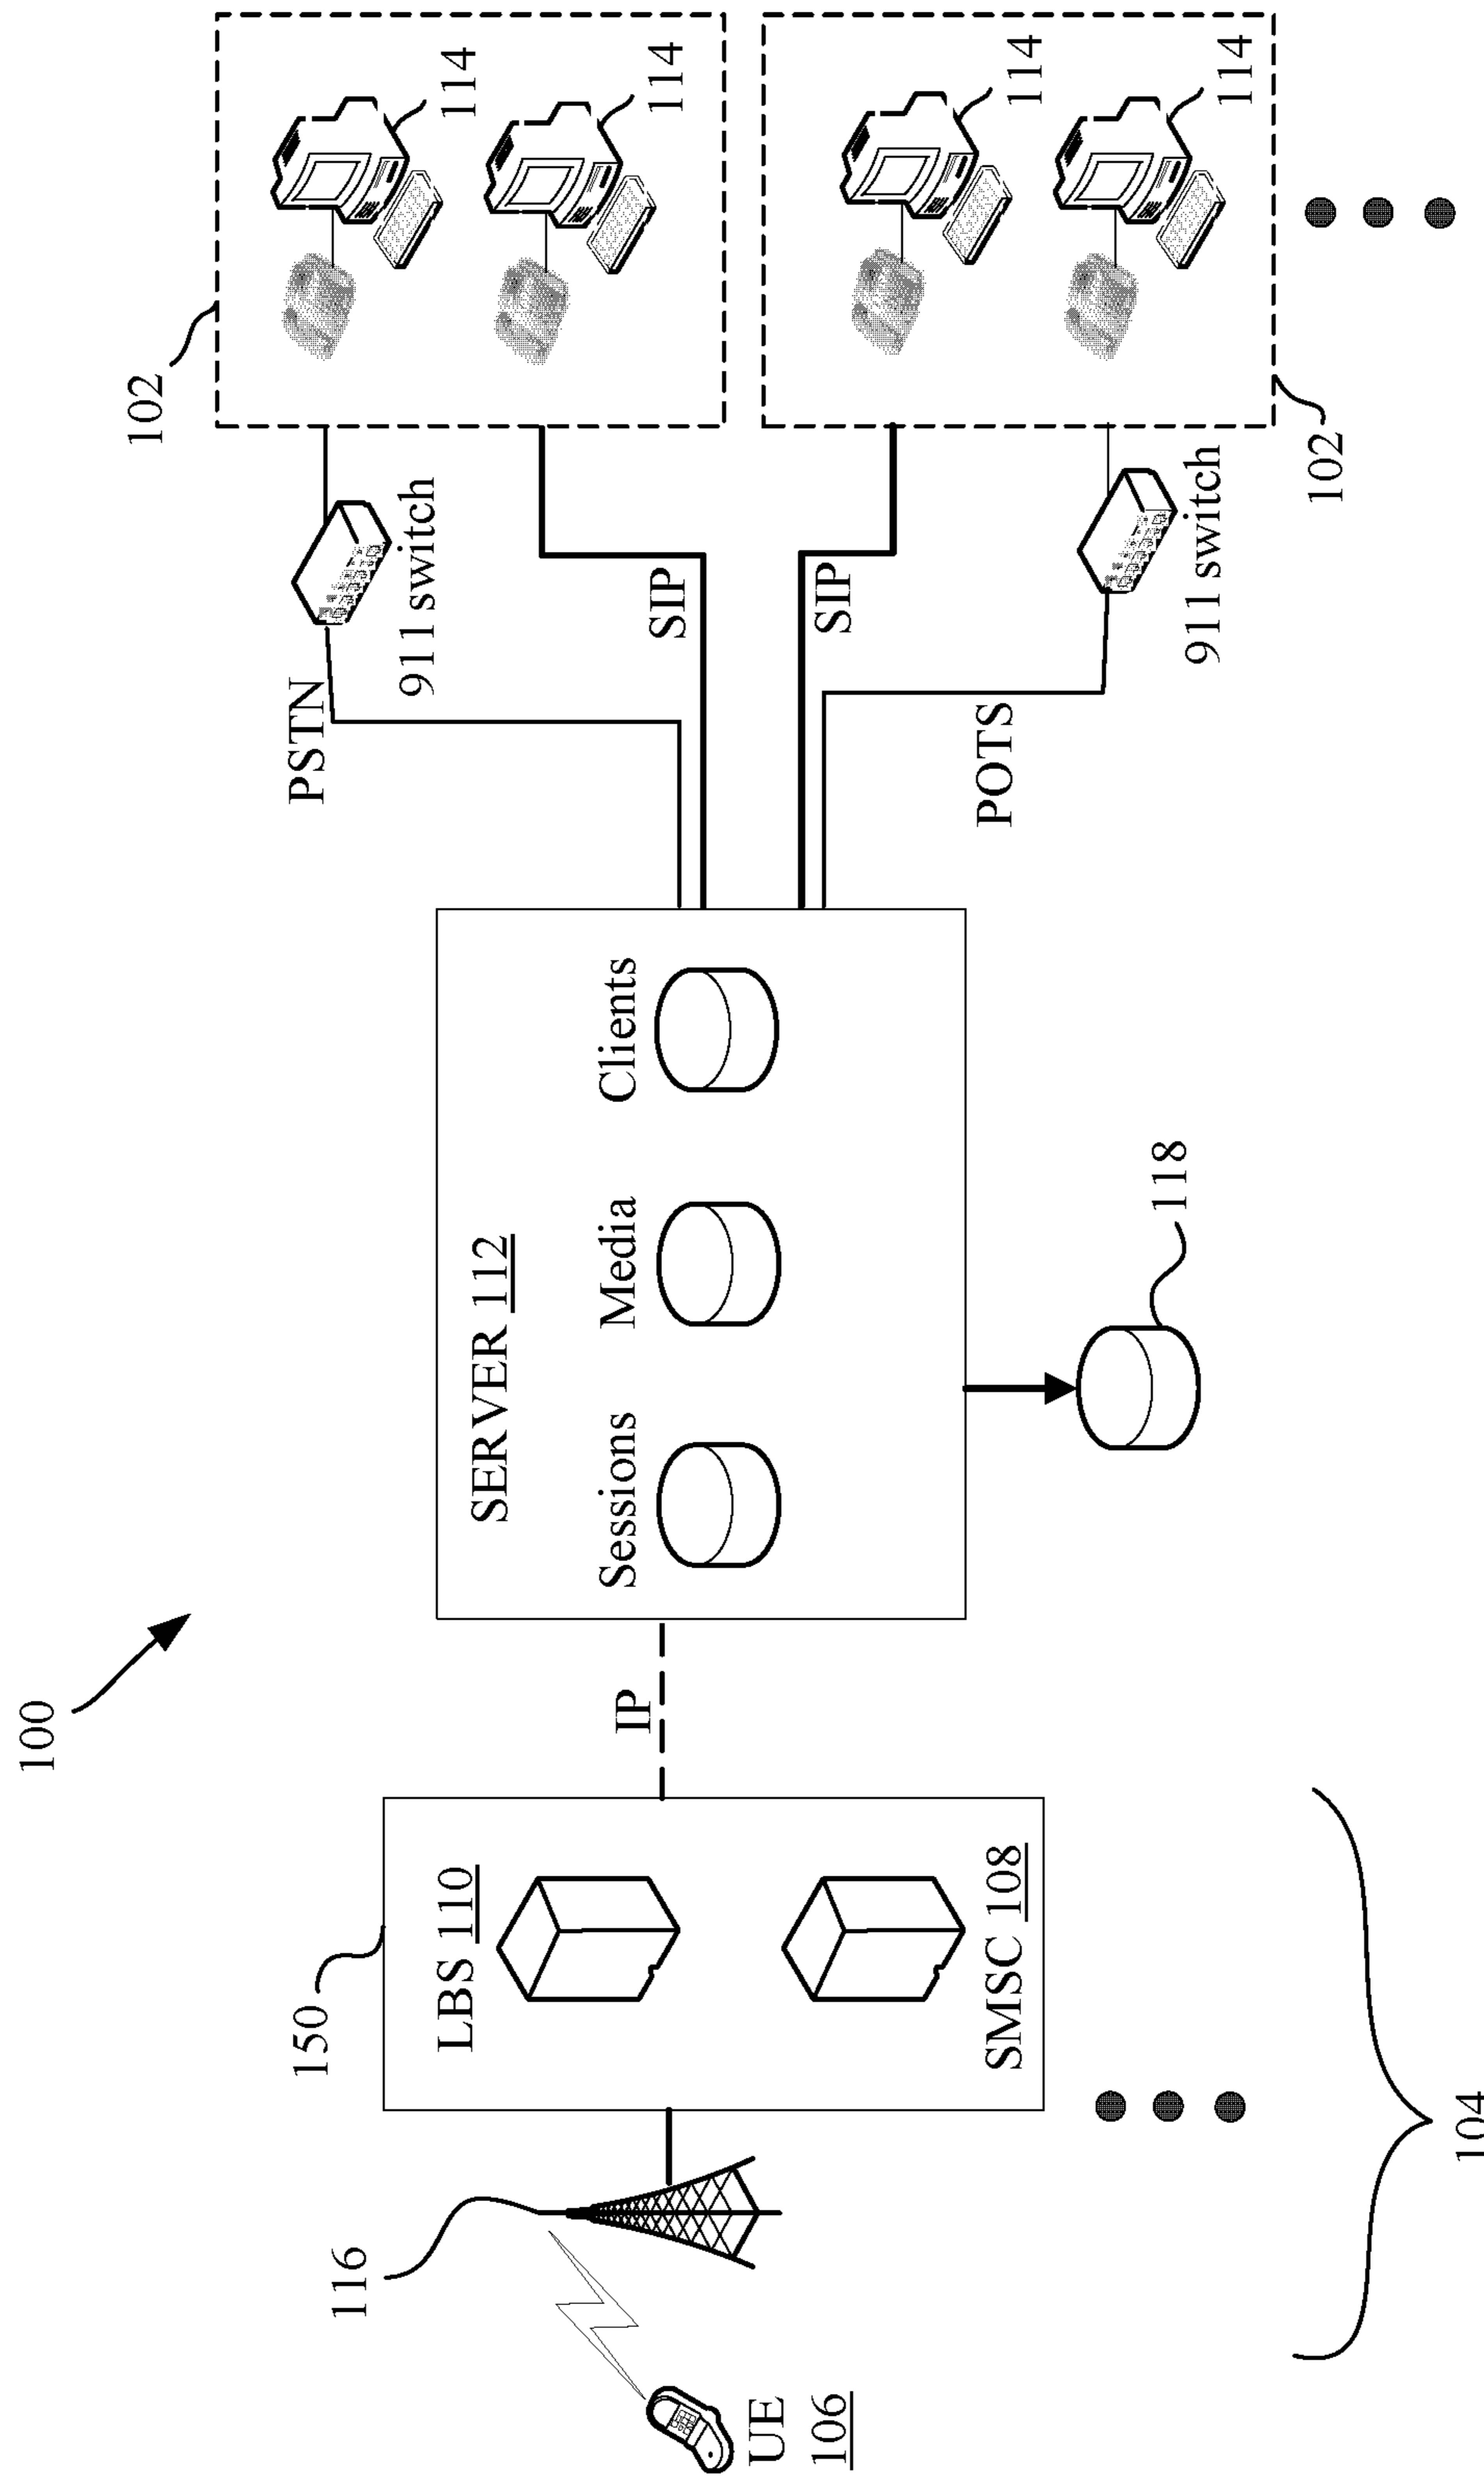 100
102
114
114
PSTN
911 switch
SIP
SERVER 112
Sessions
Media
Clients
IP
150
LBS 110
SMSC 108
116
UE
106
104
118
SIP
POTS
911 switch
102
114
114